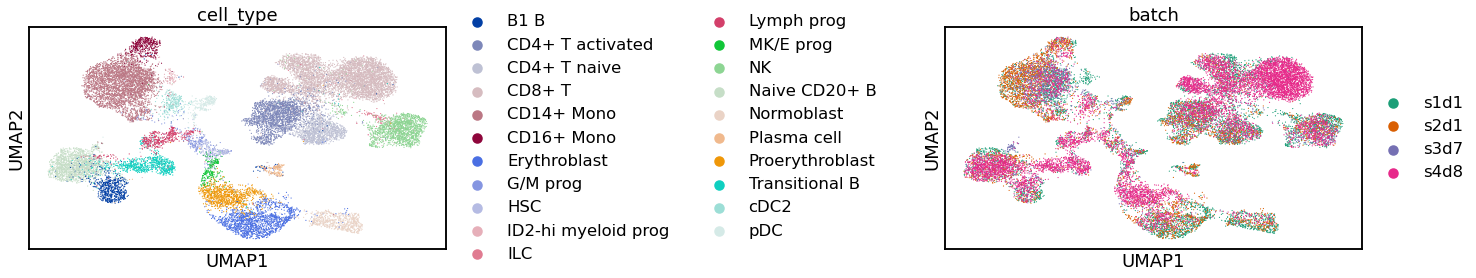 cell_type
UMAP2
UMAP1
B1 B
CD4+ T activated
CD4+ T naive
CD8+ T
CD14+ Mono
CD16+ Mono
Erythroblast
G/M prog
HSC
ID2-hi myeloid prog
ILC
Lymph prog
MK/E prog
NK
Naive CD20+ B
Normoblast
Plasma cell
Proerythroblast
Transitional B
cDC2
pDC
batch
UMAP2
UMAP1
s1d1
s2d1
s3d7
s4d8